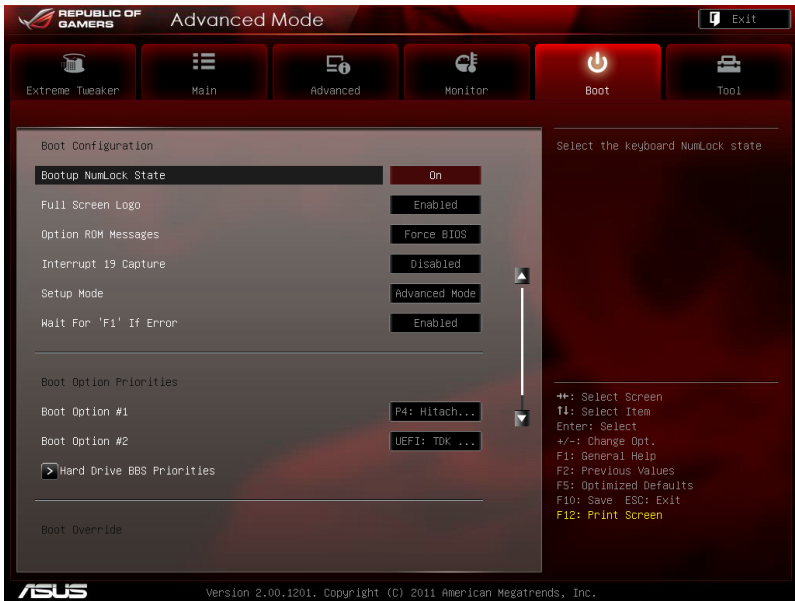 REPUBLIC OF
GAMERS
Advanced Mode
Exit
Extreme Tweaker
Main
Advanced
Monitor
Boot
Tool
Boot Configuration
Select the keyboard NumLock state
Bootup NumLock State
On
Full Screen Logo
Enabled
Option ROM Messages
Force BIOS
Interrupt 19 Capture
Disabled
Setup Mode
Advanced Mode
Wait For 'F1' If Error
Enabled
Boot Option Priorities
Boot Option #1
P4: Hitach...
Boot Option #2
UEFI: TDK ...
> Hard Drive BBS Priorities
Boot Override
→←: Select Screen
↑↓: Select Item
Enter: Select
+/-: Change Opt.
F1: General Help
F2: Previous Values
F5: Optimized Defaults
F10: Save ESC: Exit
F12: Print Screen
ASUS
Version 2.00.1201. Copyright (C) 2011 American Megatrends, Inc.